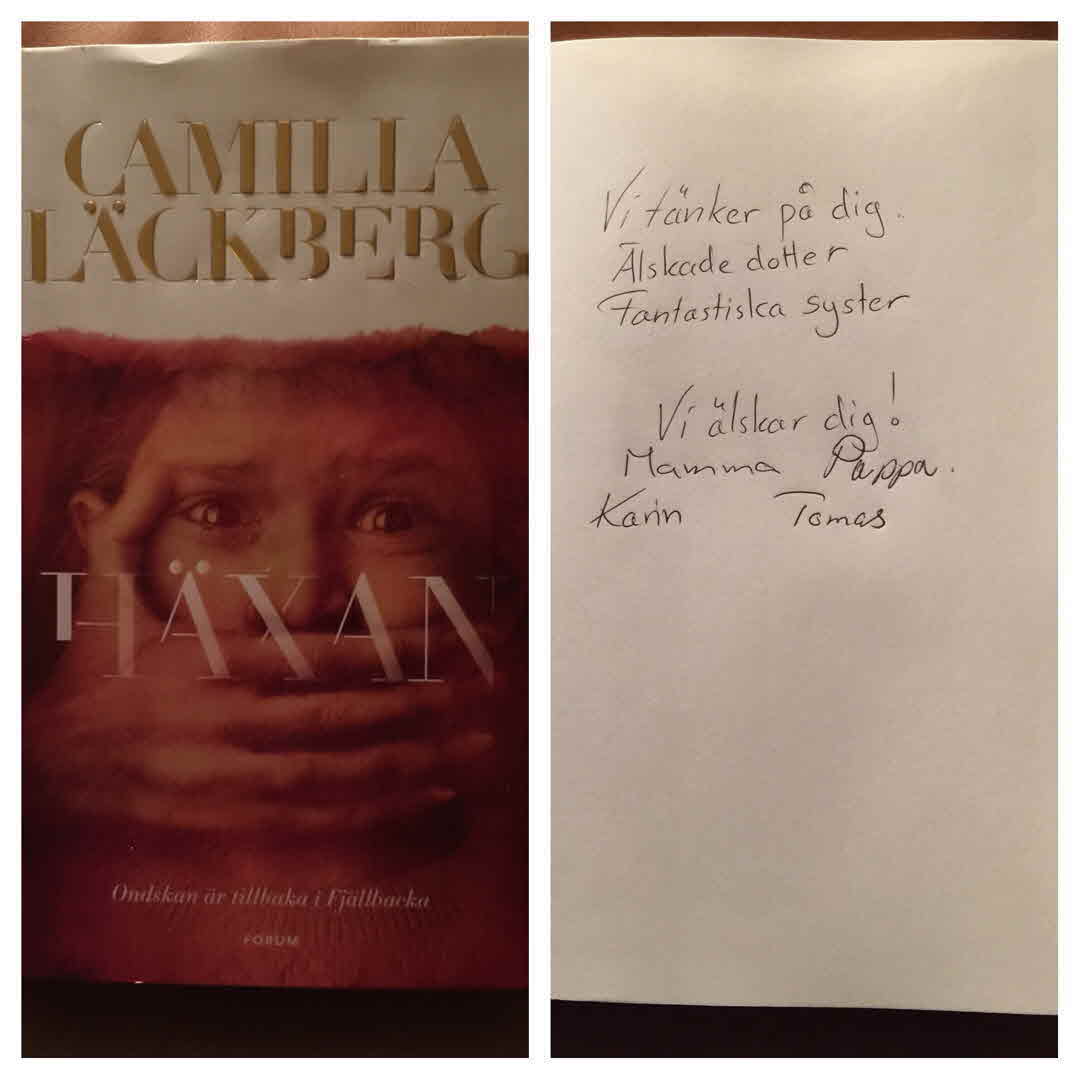 CAMILLA
LÄCKBERG
HÄXAN
Ondskan är tillbaka i Fjällbacka
FORUM
Vi tänker på dig.
Älskade dotter
Fantastiska syster
Vi älskar dig!
Mamma Pappa.
Karin Tomas